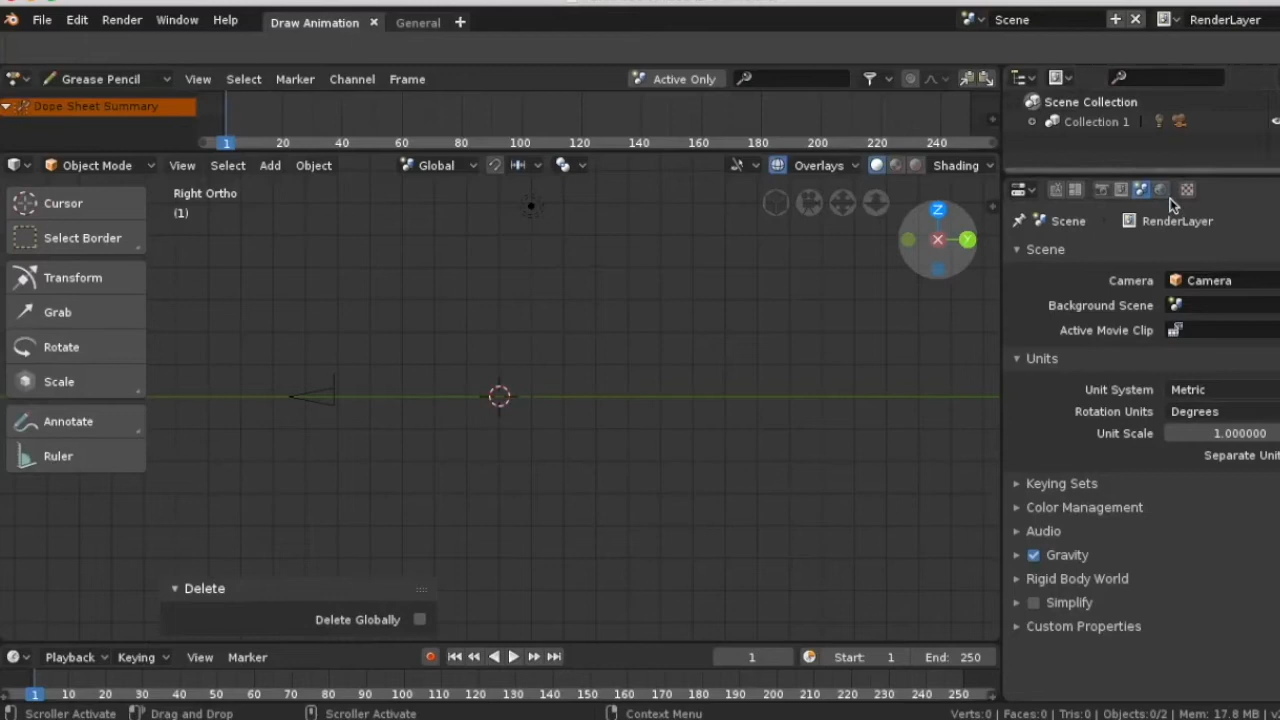 File Edit Render Window Help Draw Animation General Scene RenderLayer
Grease Pencil View Select Marker Channel Frame Active Only
Dope Sheet Summary
Scene Collection
Collection 1
1 20 40 60 80 100 120 140 160 180 200 220 240
Object Mode View Select Add Object Global Overlays Shading
Right Ortho
(1)
Cursor
Select Border
Transform
Grab
Rotate
Scale
Annotate
Ruler
Z
X
Y
Scene RenderLayer
Scene
Camera Camera
Background Scene
Active Movie Clip
Units
Unit System Metric
Rotation Units Degrees
Unit Scale 1.000000
Separate Unit
Keying Sets
Color Management
Audio
Gravity
Rigid Body World
Simplify
Custom Properties
Delete
Delete Globally
Playback Keying View Marker 1 Start: 1 End: 250
1 10 20 30 40 50 60 70 80 90 100 110 120 130 140 150 160 170 180 190 200 210 220 230 240 250
Scroller Activate Drag and Drop Scroller Activate Context Menu Verts:0 | Faces:0 | Tris:0 | Objects:0/2 | Mem: 17.8 MB |